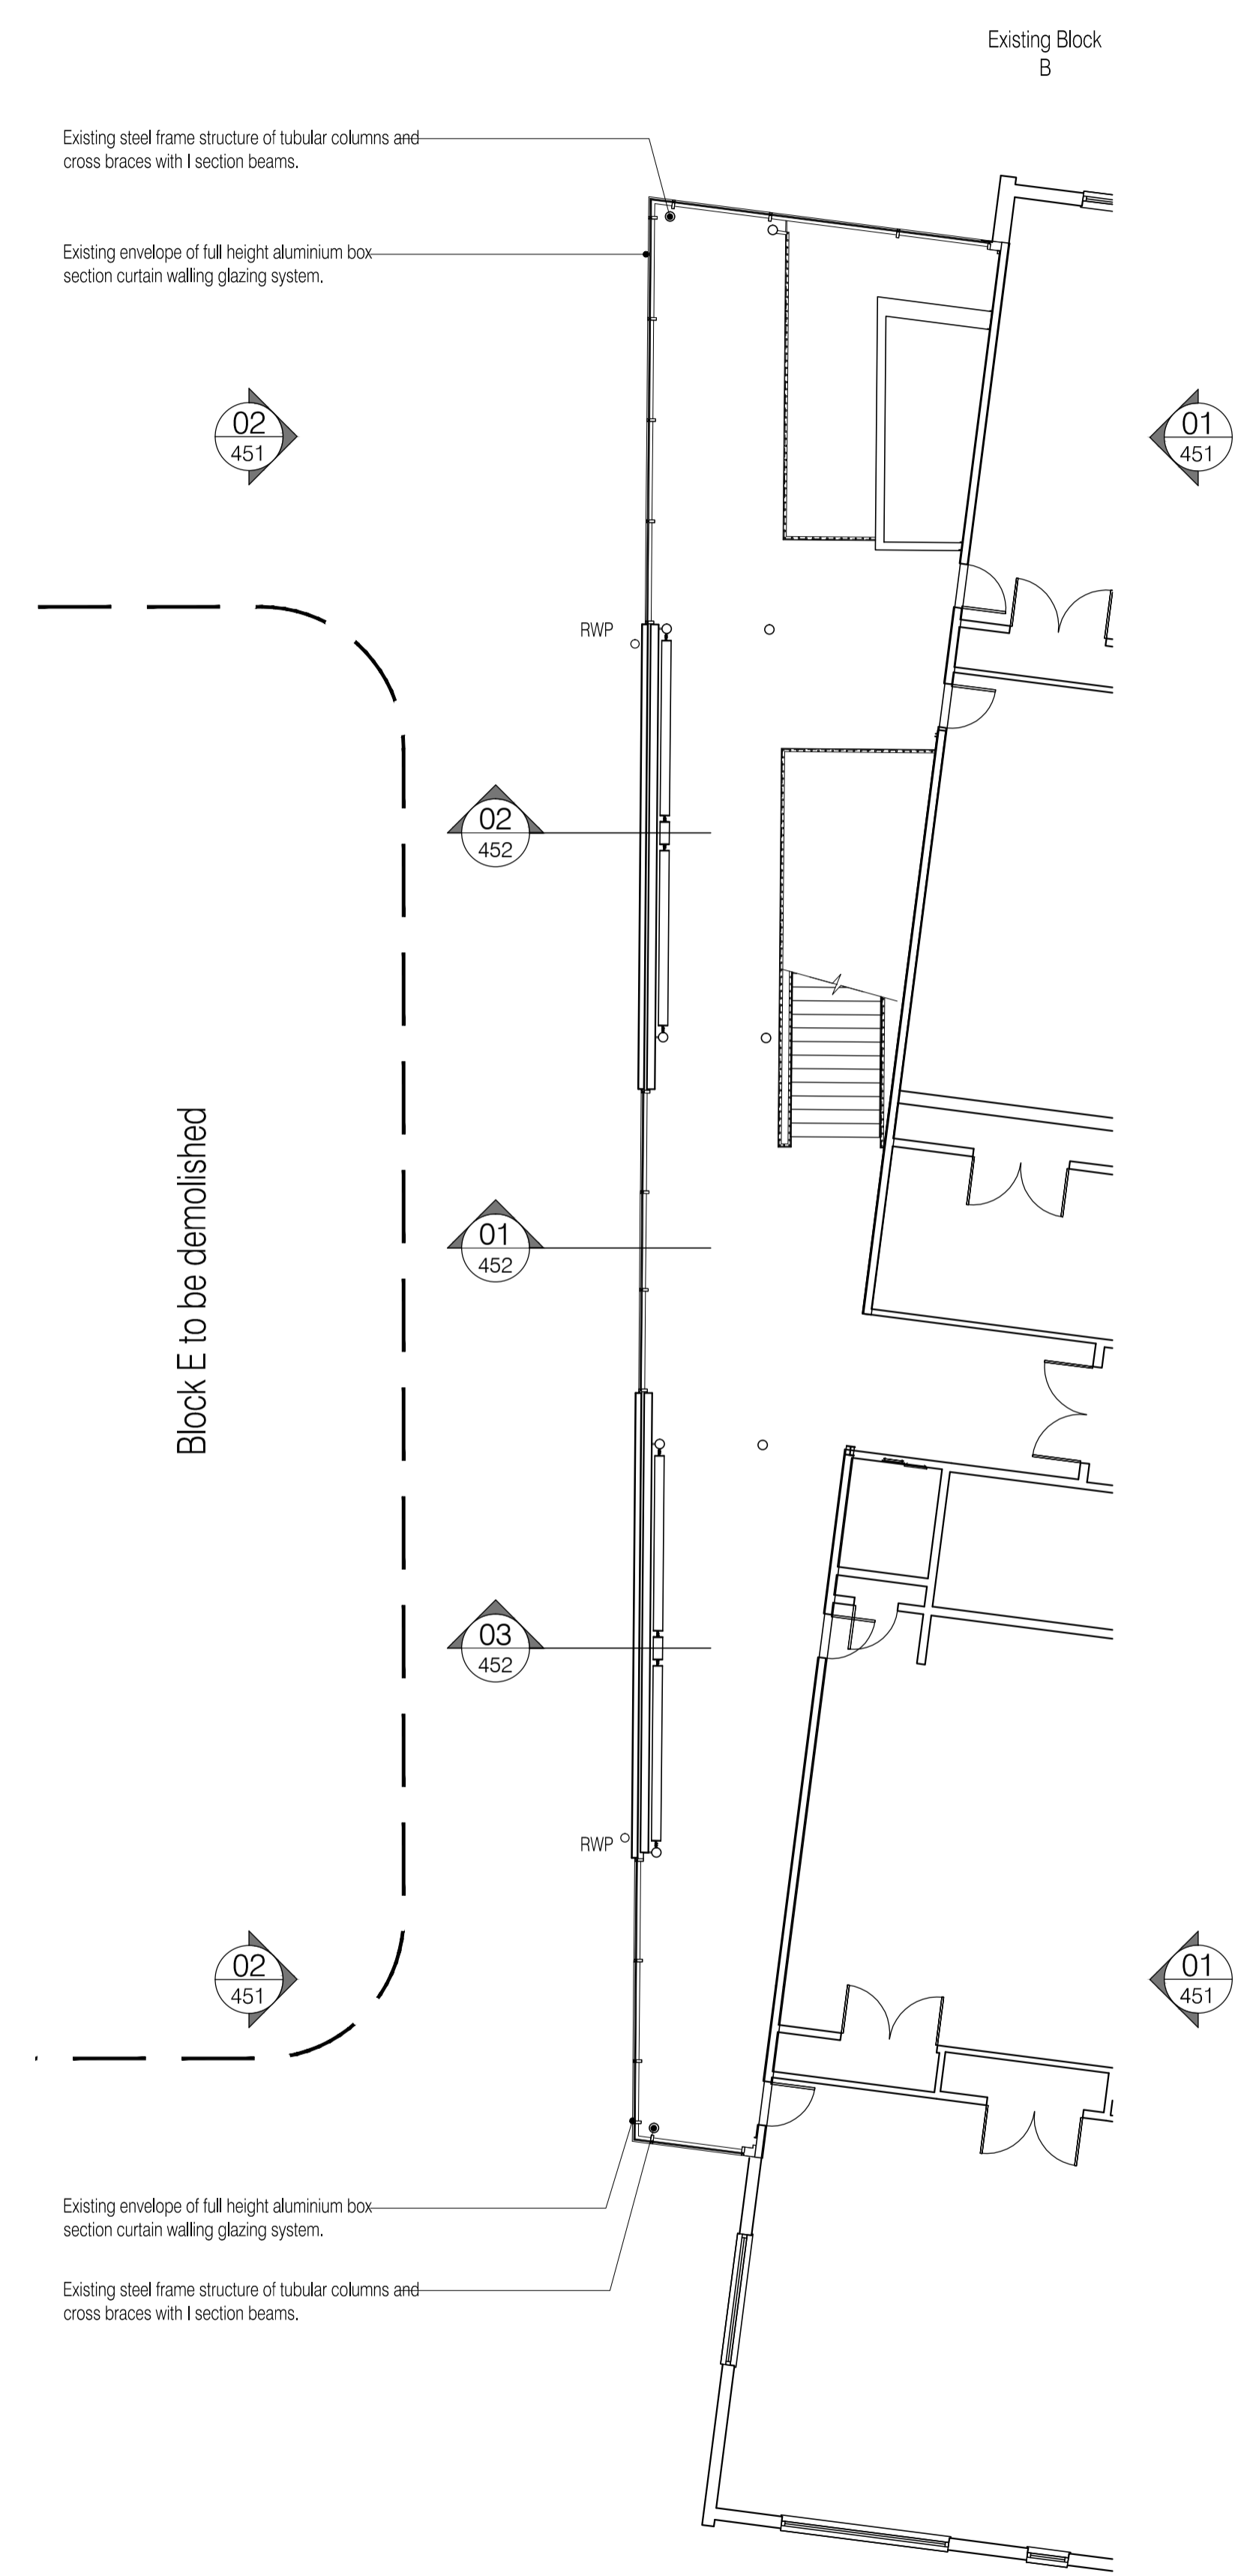 Existing Block
B
Existing steel frame structure of tubular columns and
cross braces with I section beams.
Existing envelope of full height aluminium box
section curtain walling glazing system.
02
451
01
451
RWP
02
452
Block E to be demolished
01
452
03
452
RWP
02
451
01
451
Existing envelope of full height aluminium box
section curtain walling glazing system.
Existing steel frame structure of tubular columns and
cross braces with I section beams.